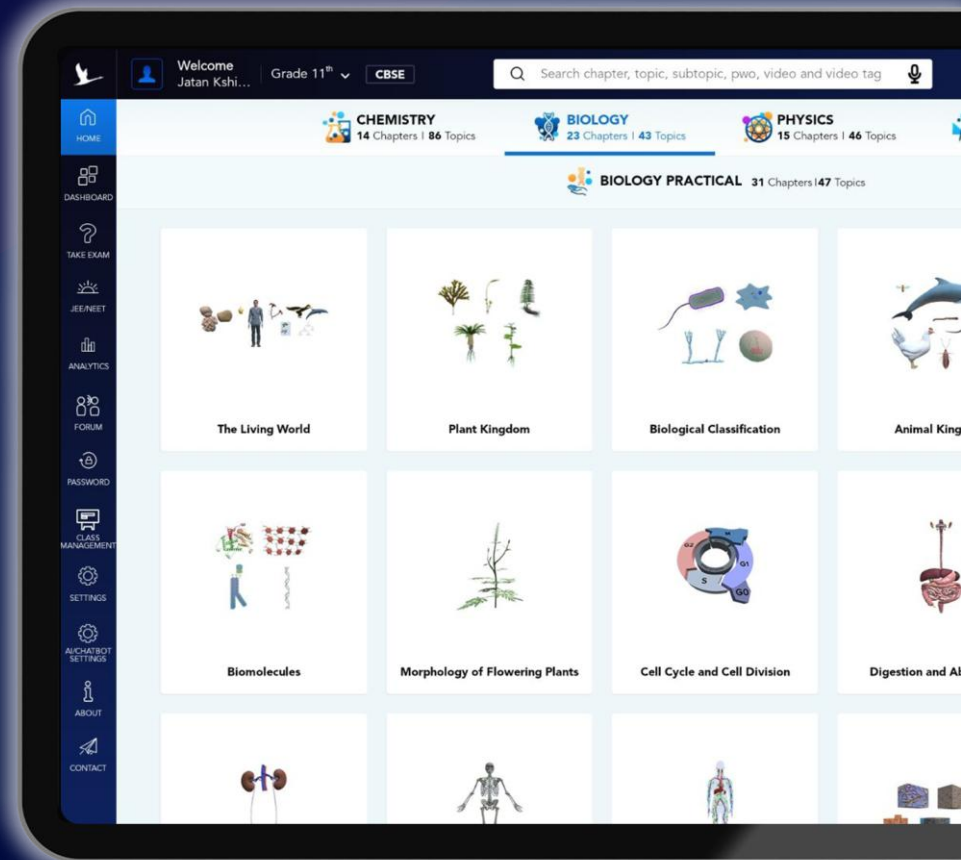 Welcome
Jatan Kshi...
Grade 11th
CBSE
Search chapter, topic, subtopic, pwo, video and video tag
HOME
DASHBOARD
TAKE EXAM
JEE/NEET
ANALYTICS
FORUM
PASSWORD
CLASS
MANAGEMENT
SETTINGS
AI/CHATBOT
SETTINGS
ABOUT
CONTACT
CHEMISTRY
14 Chapters | 86 Topics
BIOLOGY
23 Chapters | 43 Topics
PHYSICS
15 Chapters | 46 Topics
BIOLOGY PRACTICAL 31 Chapters|47 Topics
The Living World
Plant Kingdom
Biological Classification
Animal King
Biomolecules
G2
M
G1
S
G0
Morphology of Flowering Plants
Cell Cycle and Cell Division
Digestion and Ab